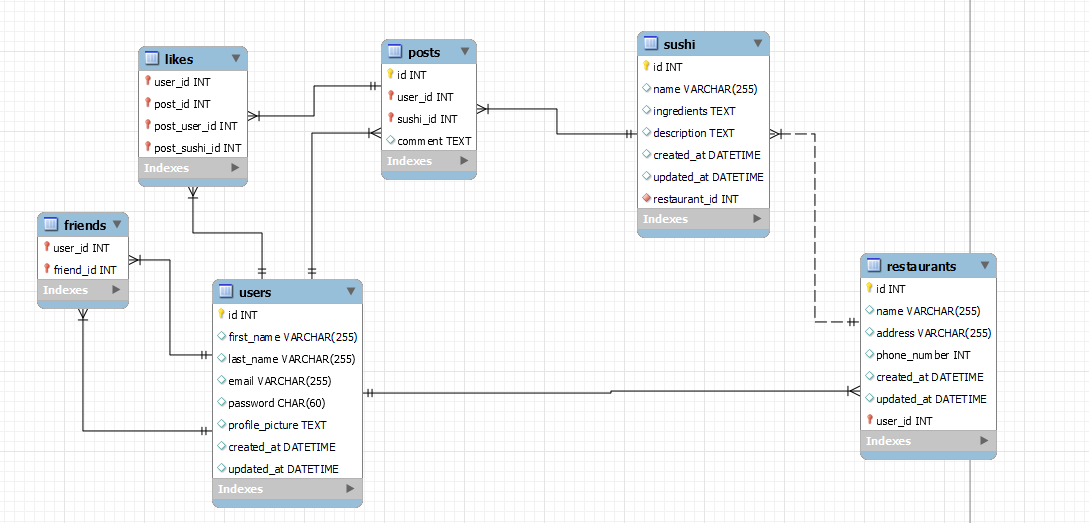 likes
user_id INT
post_id INT
post_user_id INT
post_sushi_id INT
Indexes
posts
id INT
user_id INT
sushi_id INT
comment TEXT
Indexes
sushi
id INT
name VARCHAR(255)
ingredients TEXT
description TEXT
created_at DATETIME
updated_at DATETIME
restaurant_id INT
Indexes
friends
user_id INT
friend_id INT
Indexes
users
id INT
first_name VARCHAR(255)
last_name VARCHAR(255)
email VARCHAR(255)
password CHAR(60)
profile_picture TEXT
created_at DATETIME
updated_at DATETIME
Indexes
restaurants
id INT
name VARCHAR(255)
address VARCHAR(255)
phone_number INT
created_at DATETIME
updated_at DATETIME
user_id INT
Indexes